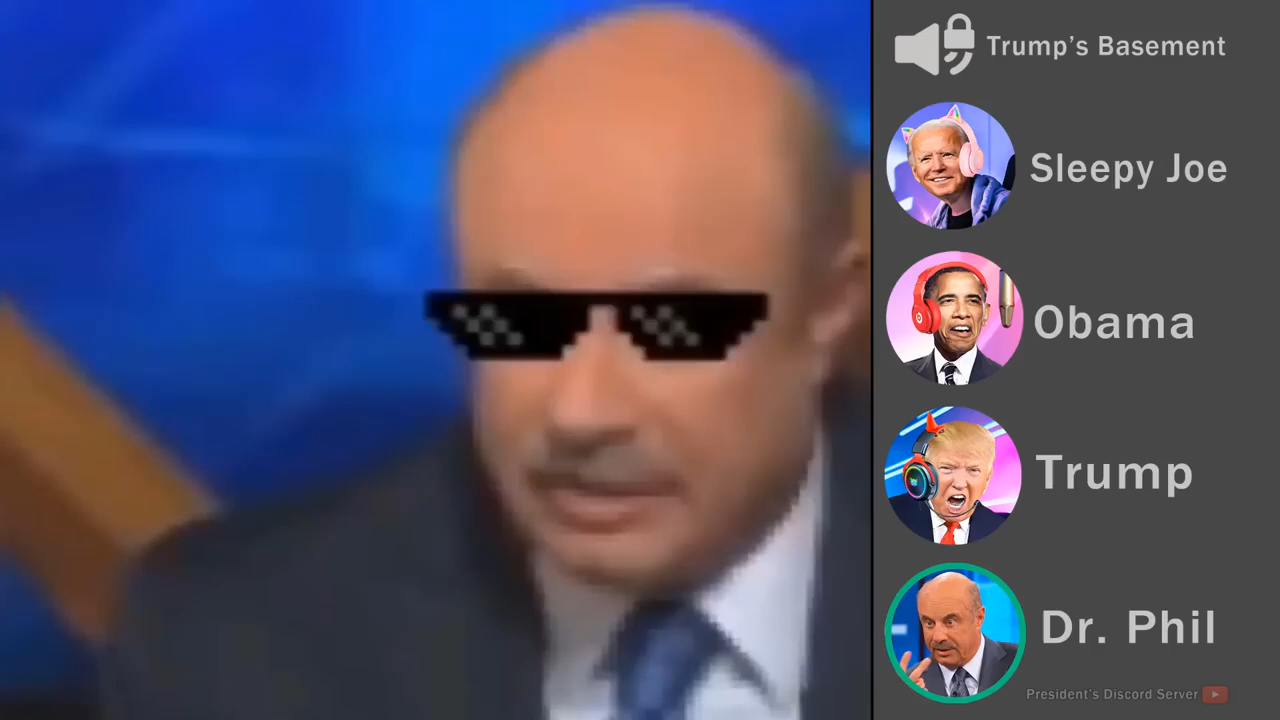 Trump's Basement
Sleepy Joe
Obama
Trump
Dr. Phil
President's Discord Server